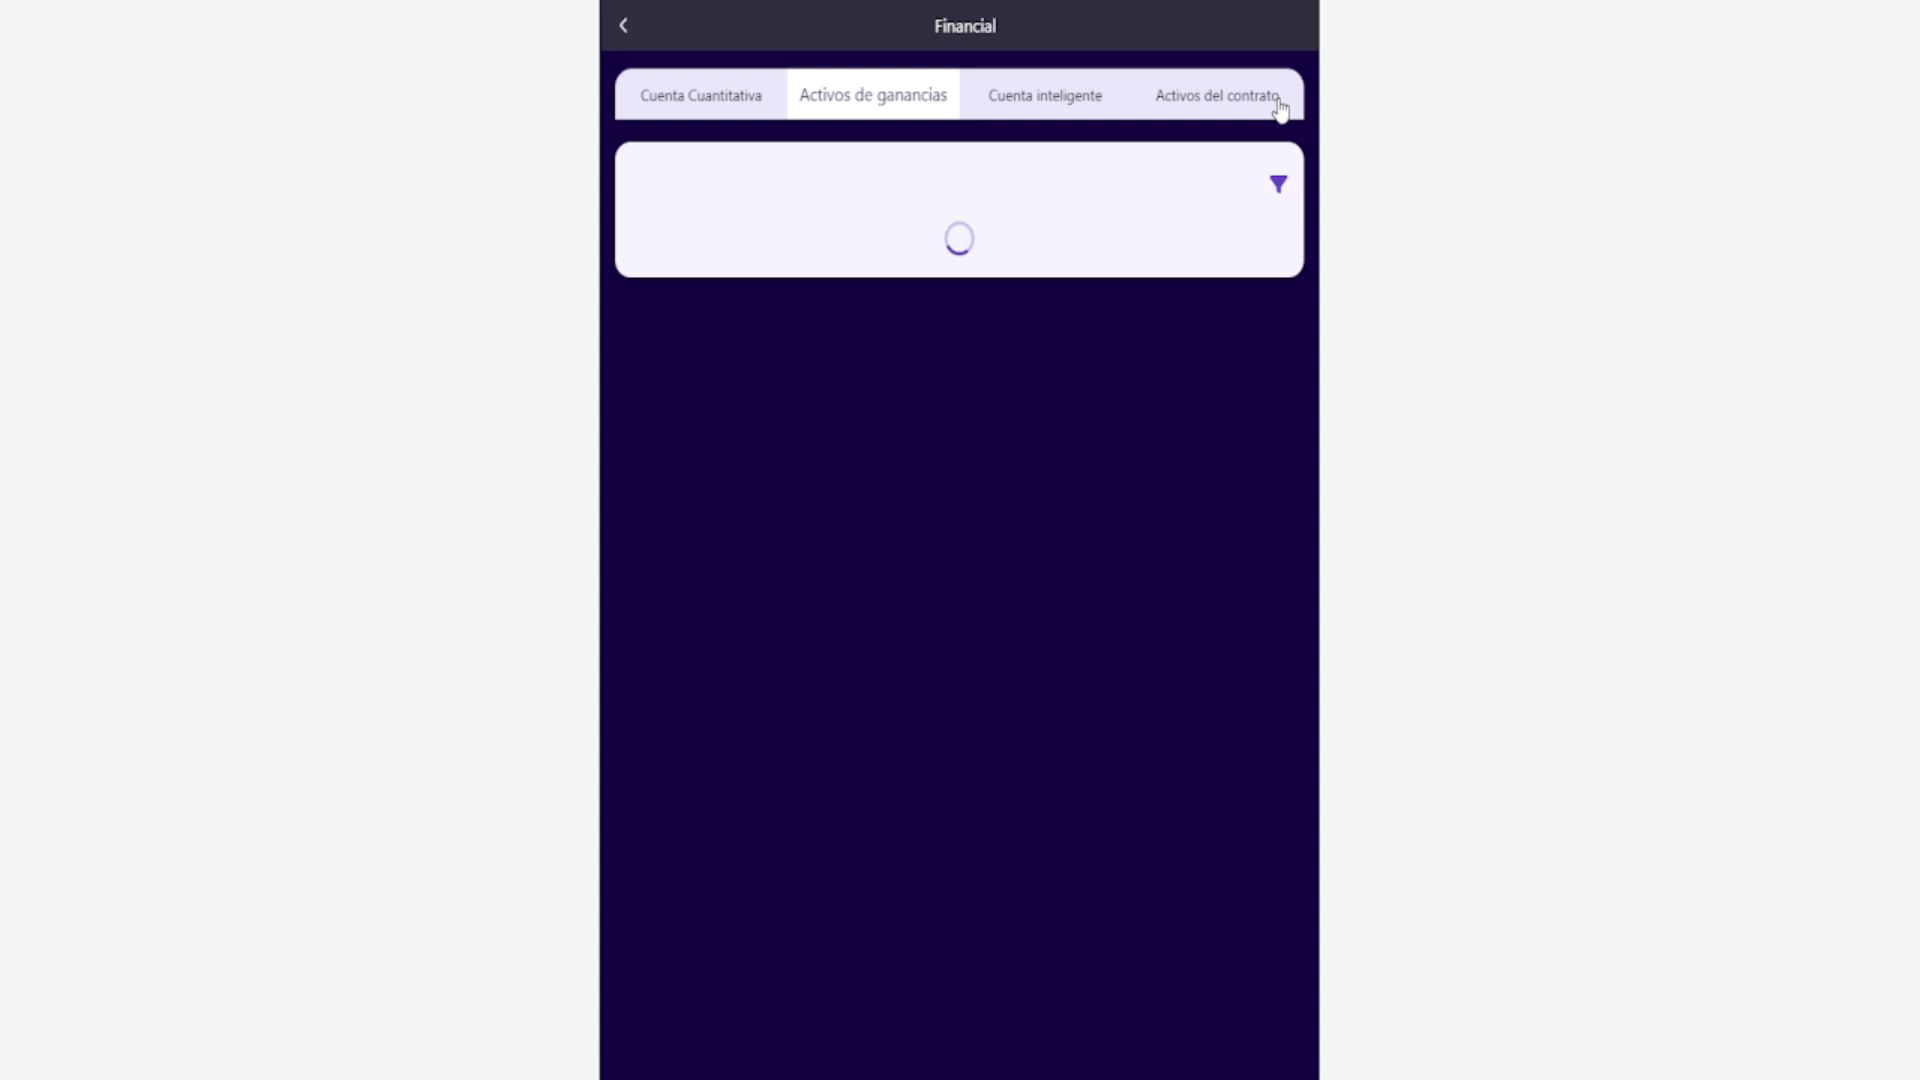 Financial
Cuenta Cuantitativa
Activos de ganancias
Cuenta inteligente
Activos del contrato